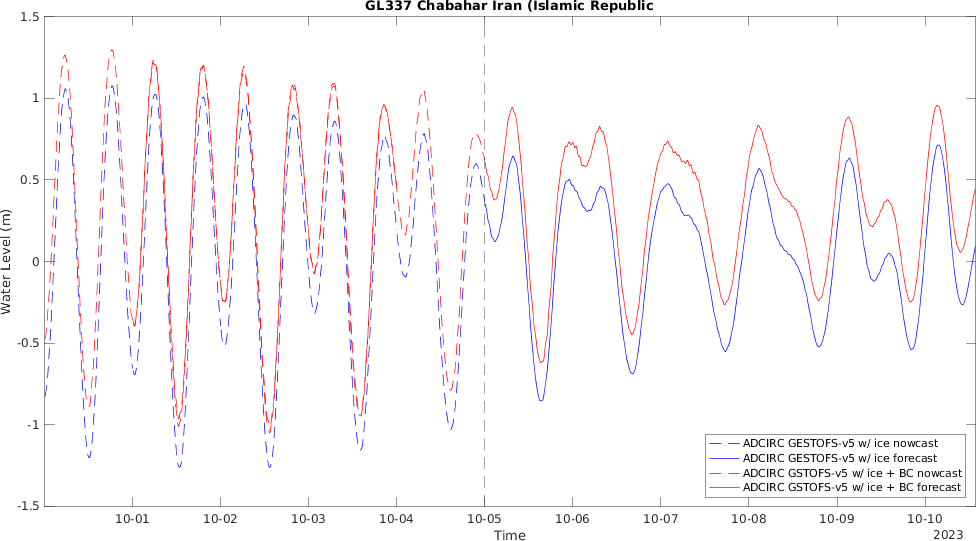 GL337 Chabahar Iran (Islamic Republic
1.5
1
0.5
0
-0.5
-1
-1.5
Water Level (m)
10-01
10-02
10-03
10-04
10-05
10-06
10-07
10-08
10-09
10-10
Time
2023
ADCIRC GESTOFS-v5 w/ ice nowcast
ADCIRC GESTOFS-v5 w/ ice forecast
ADCIRC GSTOFS-v5 w/ ice + BC nowcast
ADCIRC GSTOFS-v5 w/ ice + BC forecast